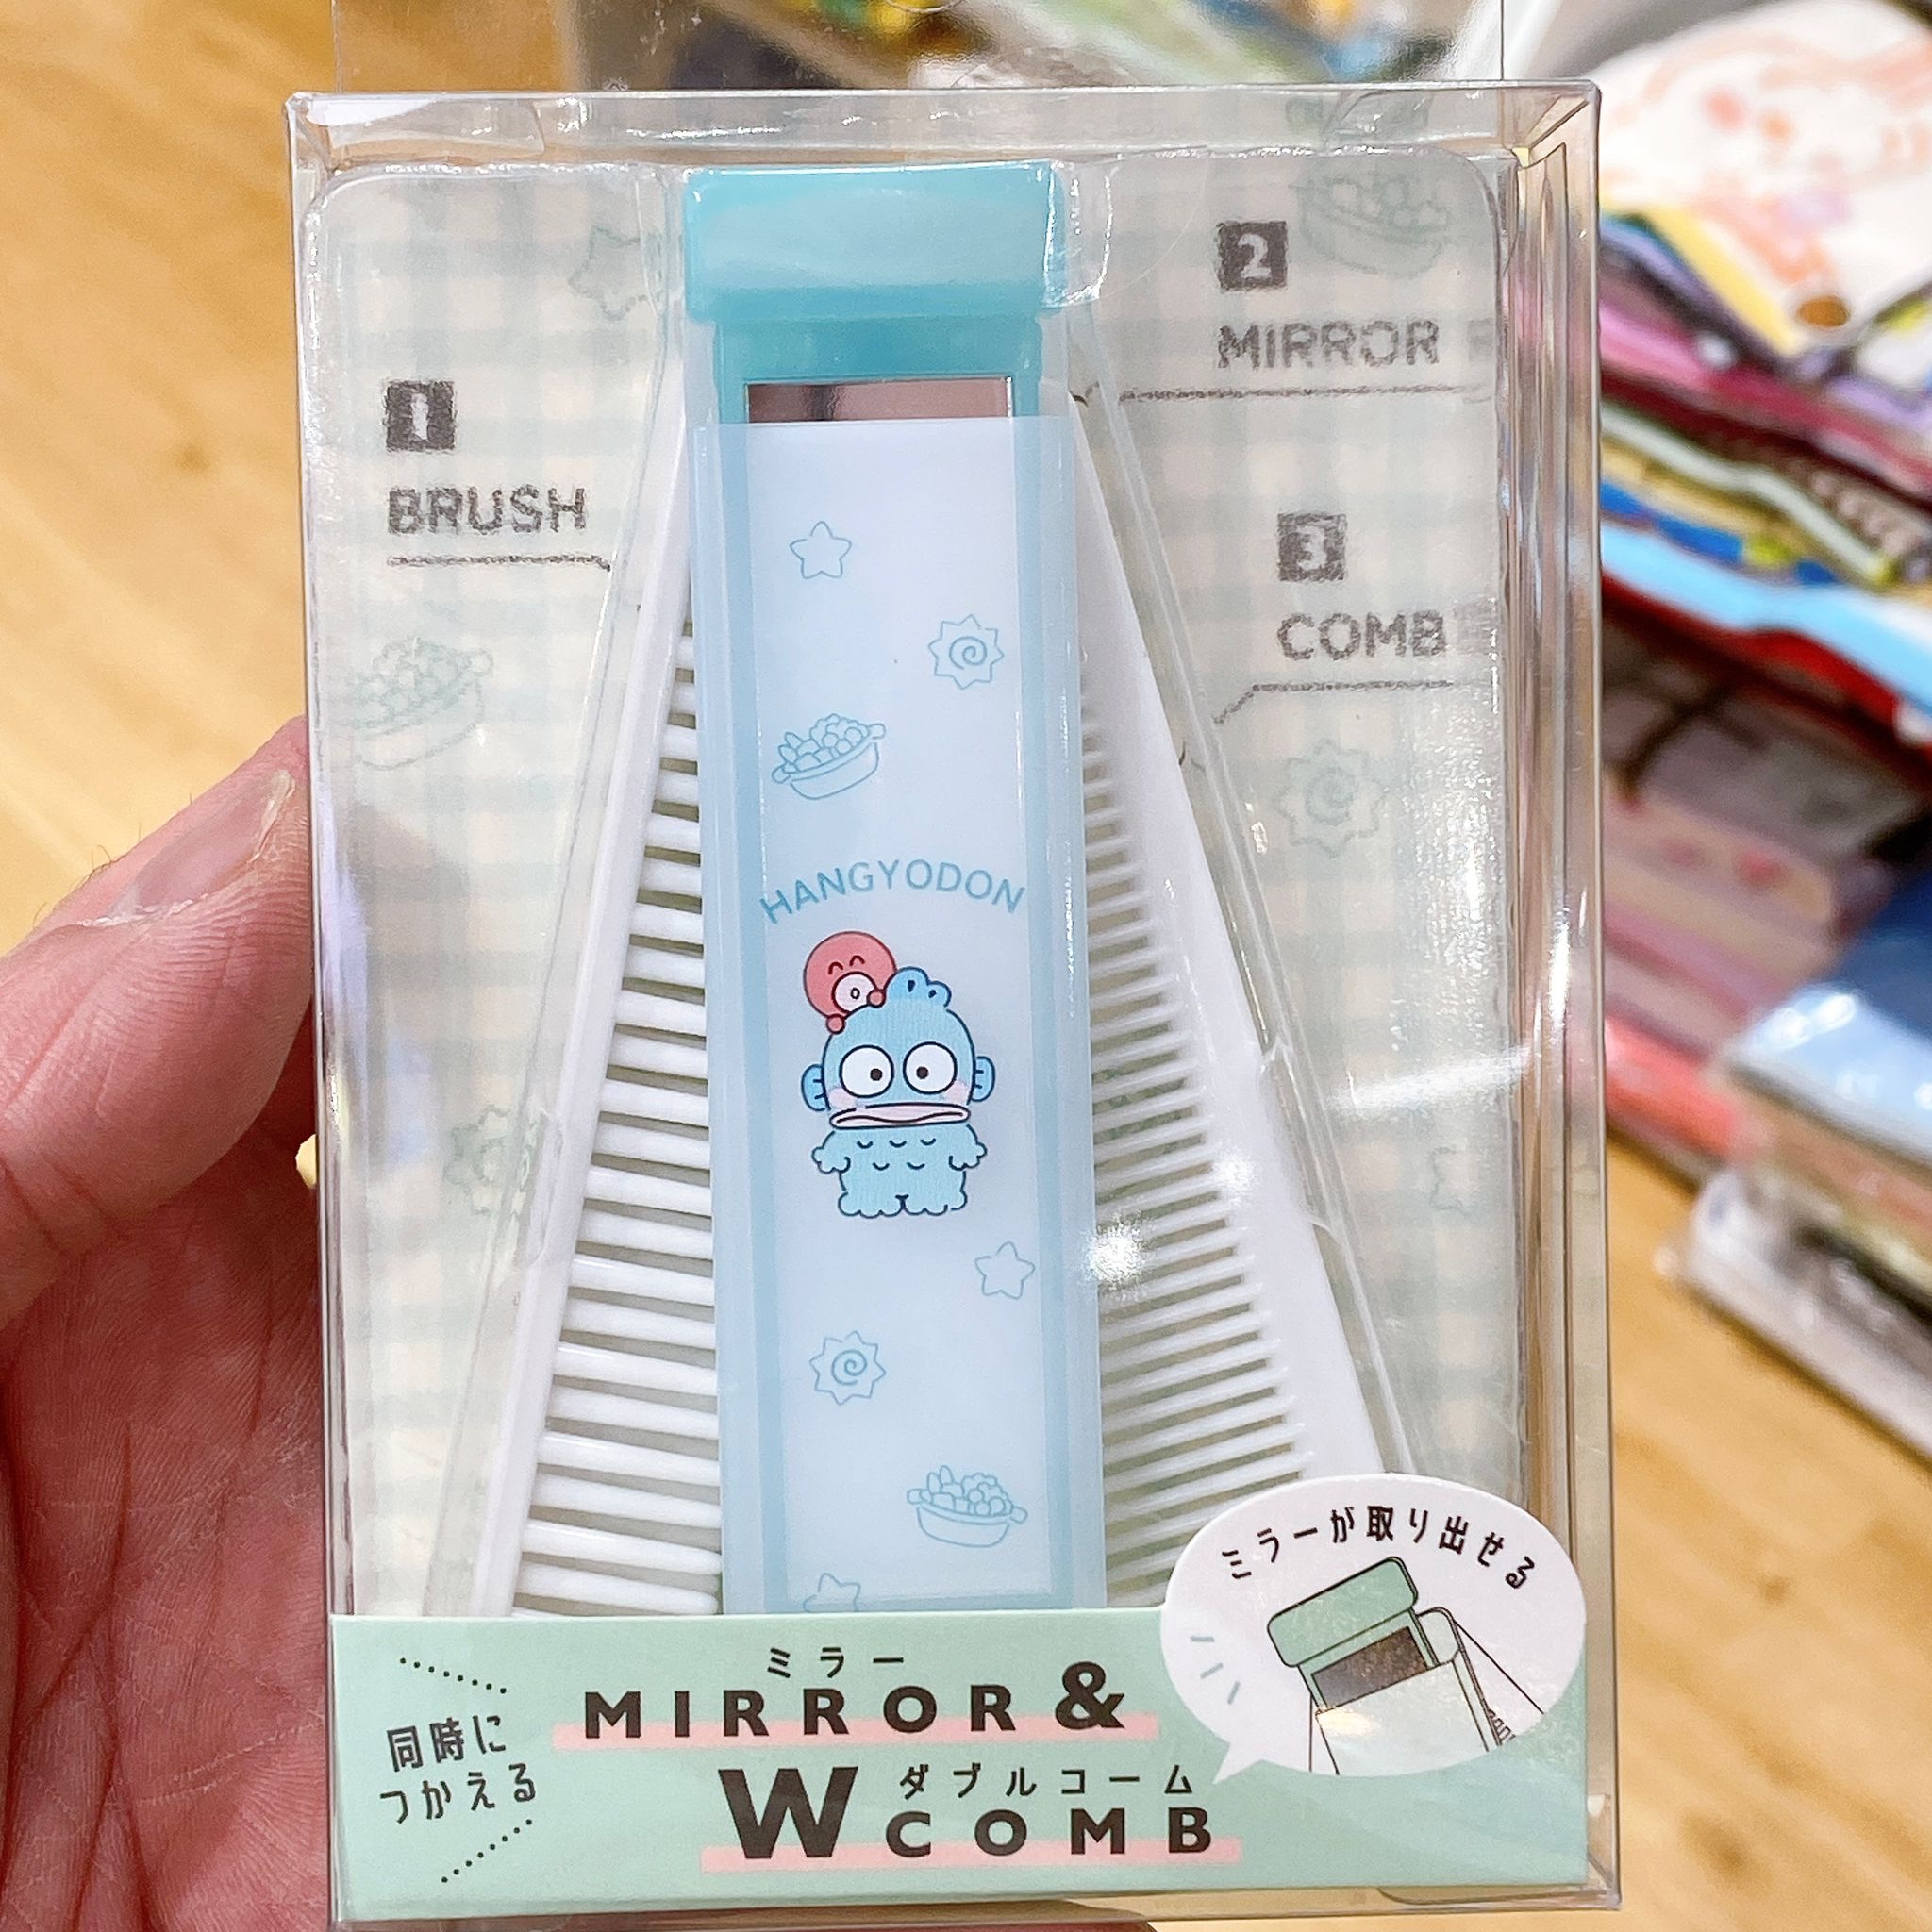 1
BRUSH
2
MIRROR
3
COMB
HANGYODON
ミラーが取り出せる
同時に
つかえる
ミラー
MIRROR &
ダブルコーム
W COMB